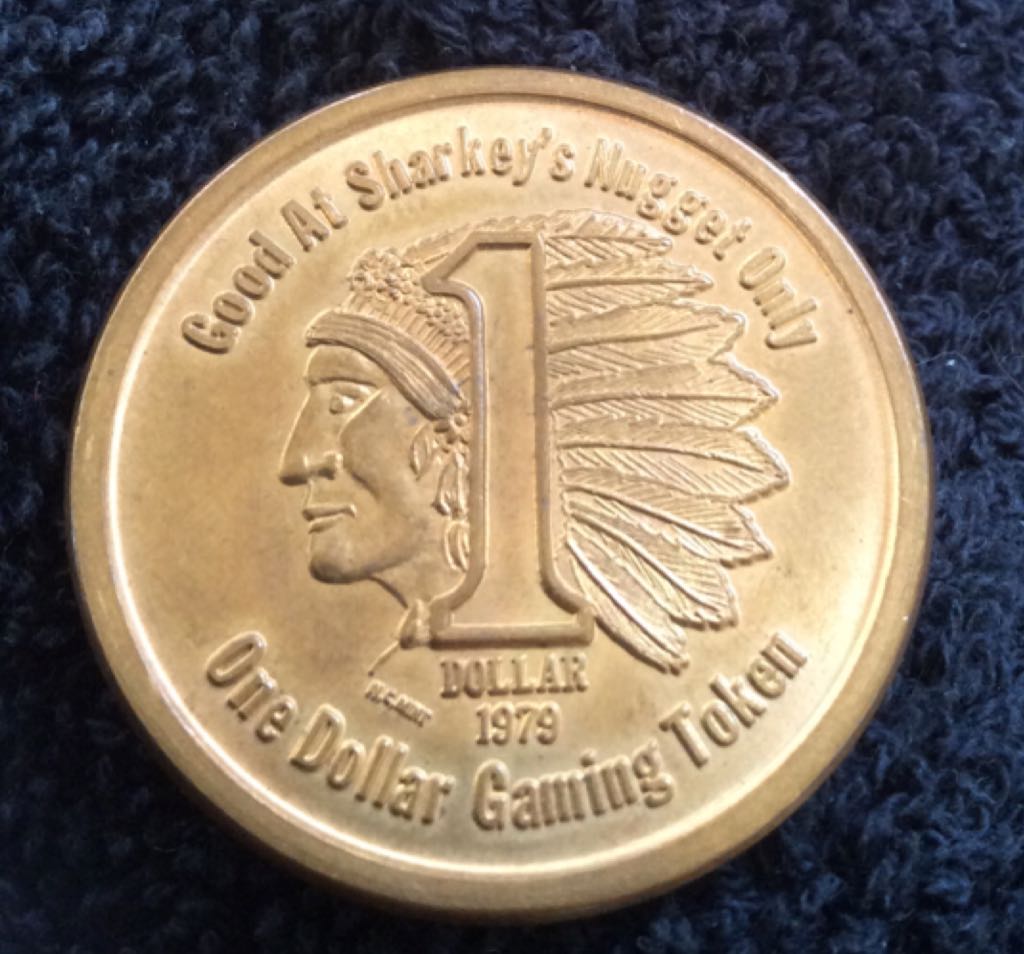 Good At Sharkey's Nugget Only
1
DOLLAR
1979
One Dollar Gaming Token